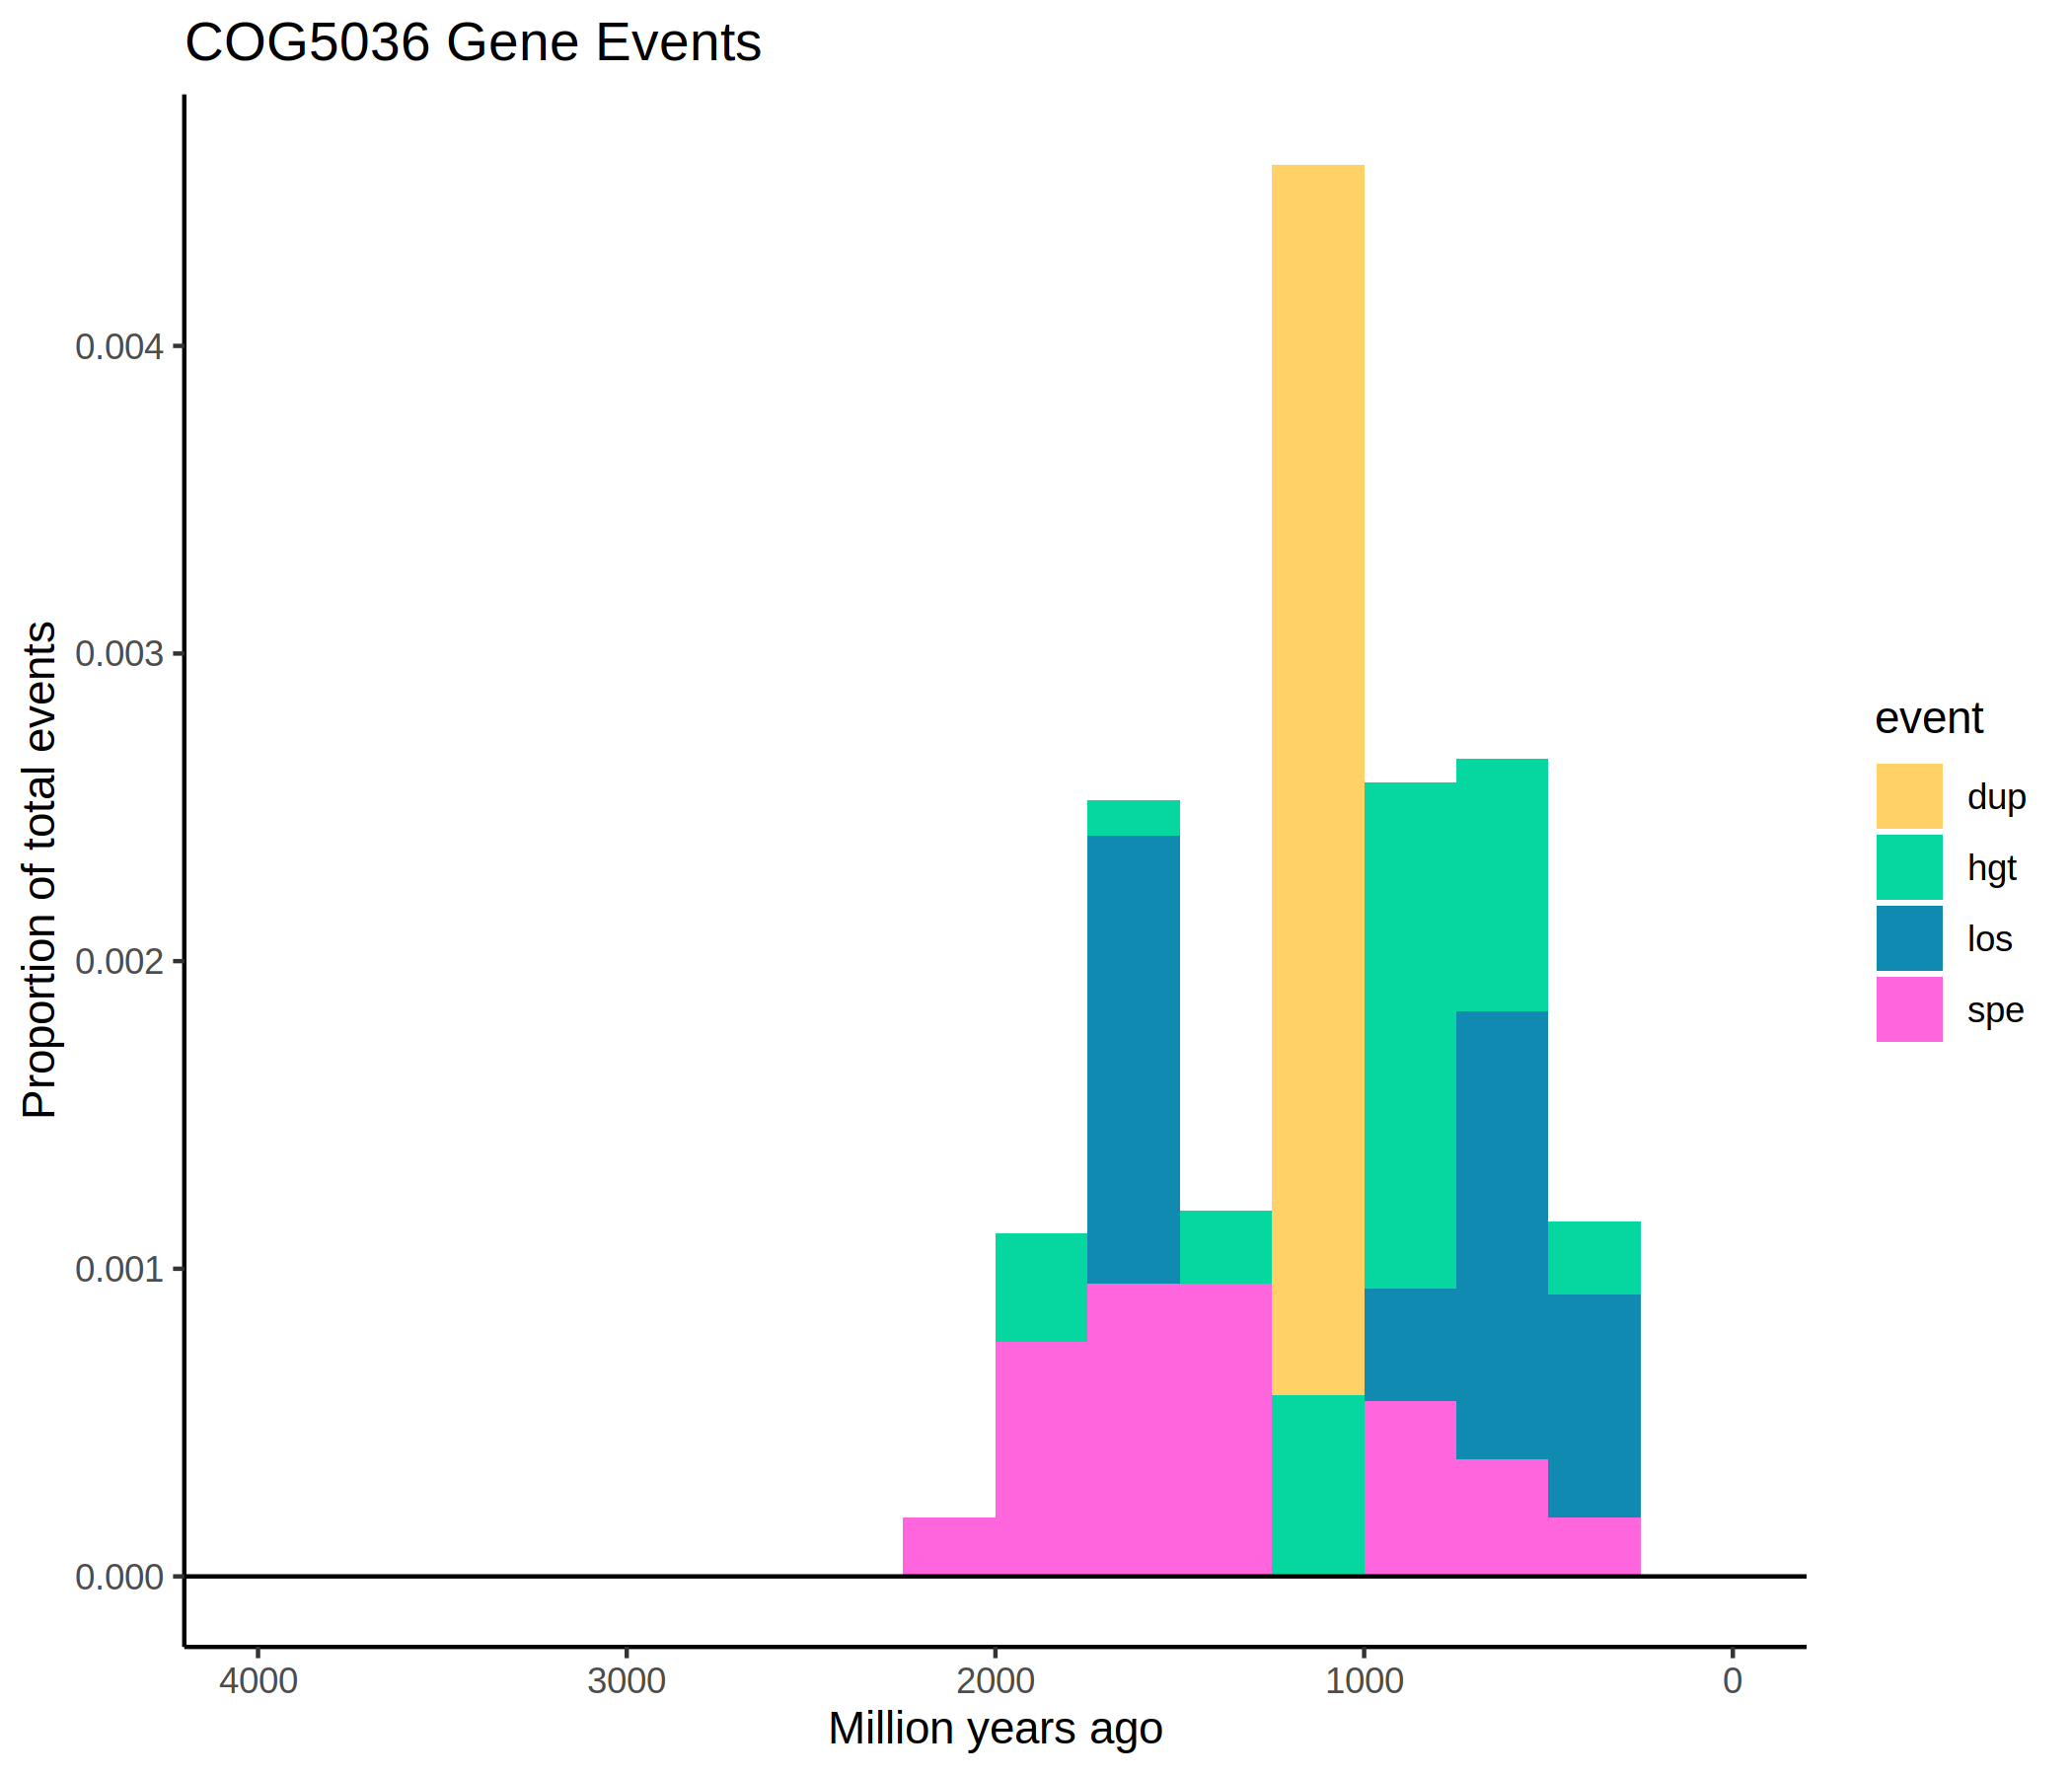 COG5036 Gene Events
Proportion of total events
0.004
0.003
0.002
0.001
0.000
4000 3000 2000 1000 0
Million years ago
event
dup
hgt
los
spe